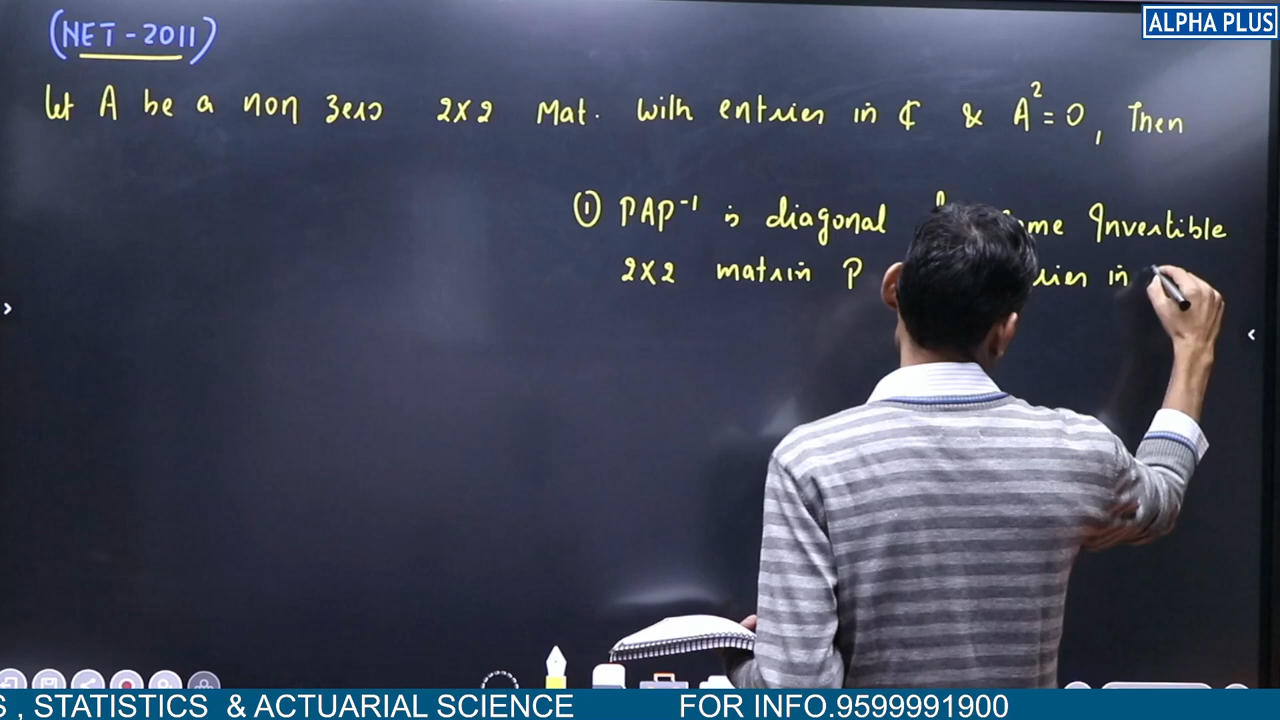 ALPHA PLUS
(NET-2011)
let A be a non zero 2x2 Mat. with entries in ₵ & A²=0, Then
① PAP⁻¹ is diagonal Invertible
2x2 matrix P in
S , STATISTICS & ACTUARIAL SCIENCE FOR INFO.9599991900